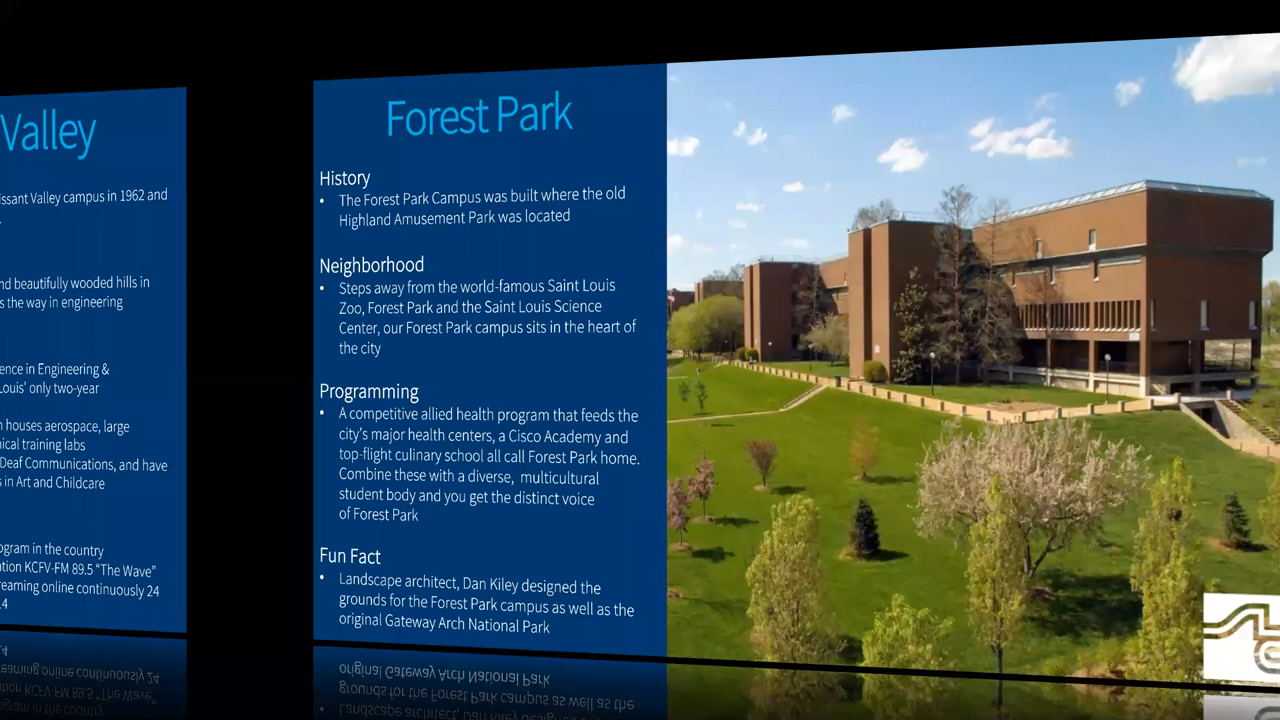 Valley
issant Valley campus in 1962 and
nd beautifully wooded hills in
s the way in engineering
ence in Engineering &
Louis' only two-year
n houses aerospace, large
nical training labs
Deaf Communications, and have
s in Art and Childcare
ogram in the country
ation KCFV-FM 89.5 “The Wave”
reaming online continuously 24
14
Forest Park
History
• The Forest Park Campus was built where the old
Highland Amusement Park was located
Neighborhood
• Steps away from the world-famous Saint Louis
Zoo, Forest Park and the Saint Louis Science
Center, our Forest Park campus sits in the heart of
the city
Programming
• A competitive allied health program that feeds the
city's major health centers, a Cisco Academy and
top-flight culinary school all call Forest Park home.
Combine these with a diverse, multicultural
student body and you get the distinct voice
of Forest Park
Fun Fact
• Landscape architect, Dan Kiley designed the
grounds for the Forest Park campus as well as the
original Gateway Arch National Park